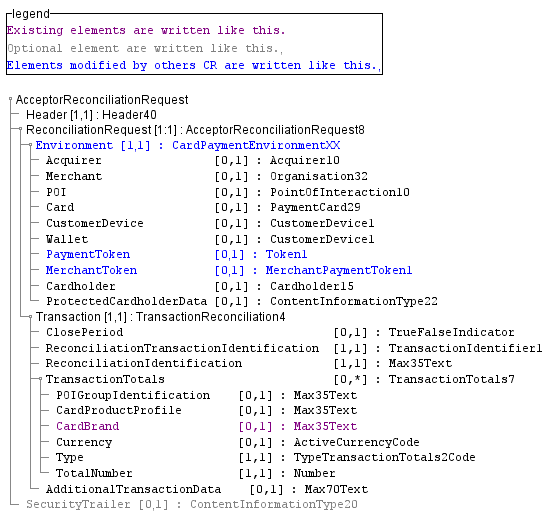 legend
Existing elements are written like this.
Optional element are written like this.,
Elements modified by others CR are written like this.,
AcceptorReconciliationRequest
Header [1,1] : Header40
ReconciliationRequest [1:1] : AcceptorReconciliationRequest8
Environment [1,1] : CardPaymentEnvironmentXX
Acquirer [0,1] : Acquirer10
Merchant [0,1] : Organisation32
POI [0,1] : PointOfInteraction10
Card [0,1] : PaymentCard29
CustomerDevice [0,1] : CustomerDevice1
Wallet [0,1] : CustomerDevice1
PaymentToken [0,1] : Token1
MerchantToken [0,1] : MerchantPaymentToken1
Cardholder [0,1] : Cardholder15
ProtectedCardholderData [0,1] : ContentInformationType22
Transaction [1,1] : TransactionReconciliation4
ClosePeriod [0,1] : TrueFalseIndicator
ReconciliationTransactionIdentification [1,1] : TransactionIdentifier1
ReconciliationIdentification [1,1] : Max35Text
TransactionTotals [0,*] : TransactionTotals7
POIGroupIdentification [0,1] : Max35Text
CardProductProfile [0,1] : Max35Text
CardBrand [0,1] : Max35Text
Currency [0,1] : ActiveCurrencyCode
Type [1,1] : TypeTransactionTotals2Code
TotalNumber [1,1] : Number
AdditionalTransactionData [0,1] : Max70Text
SecurityTrailer [0,1] : ContentInformationType20